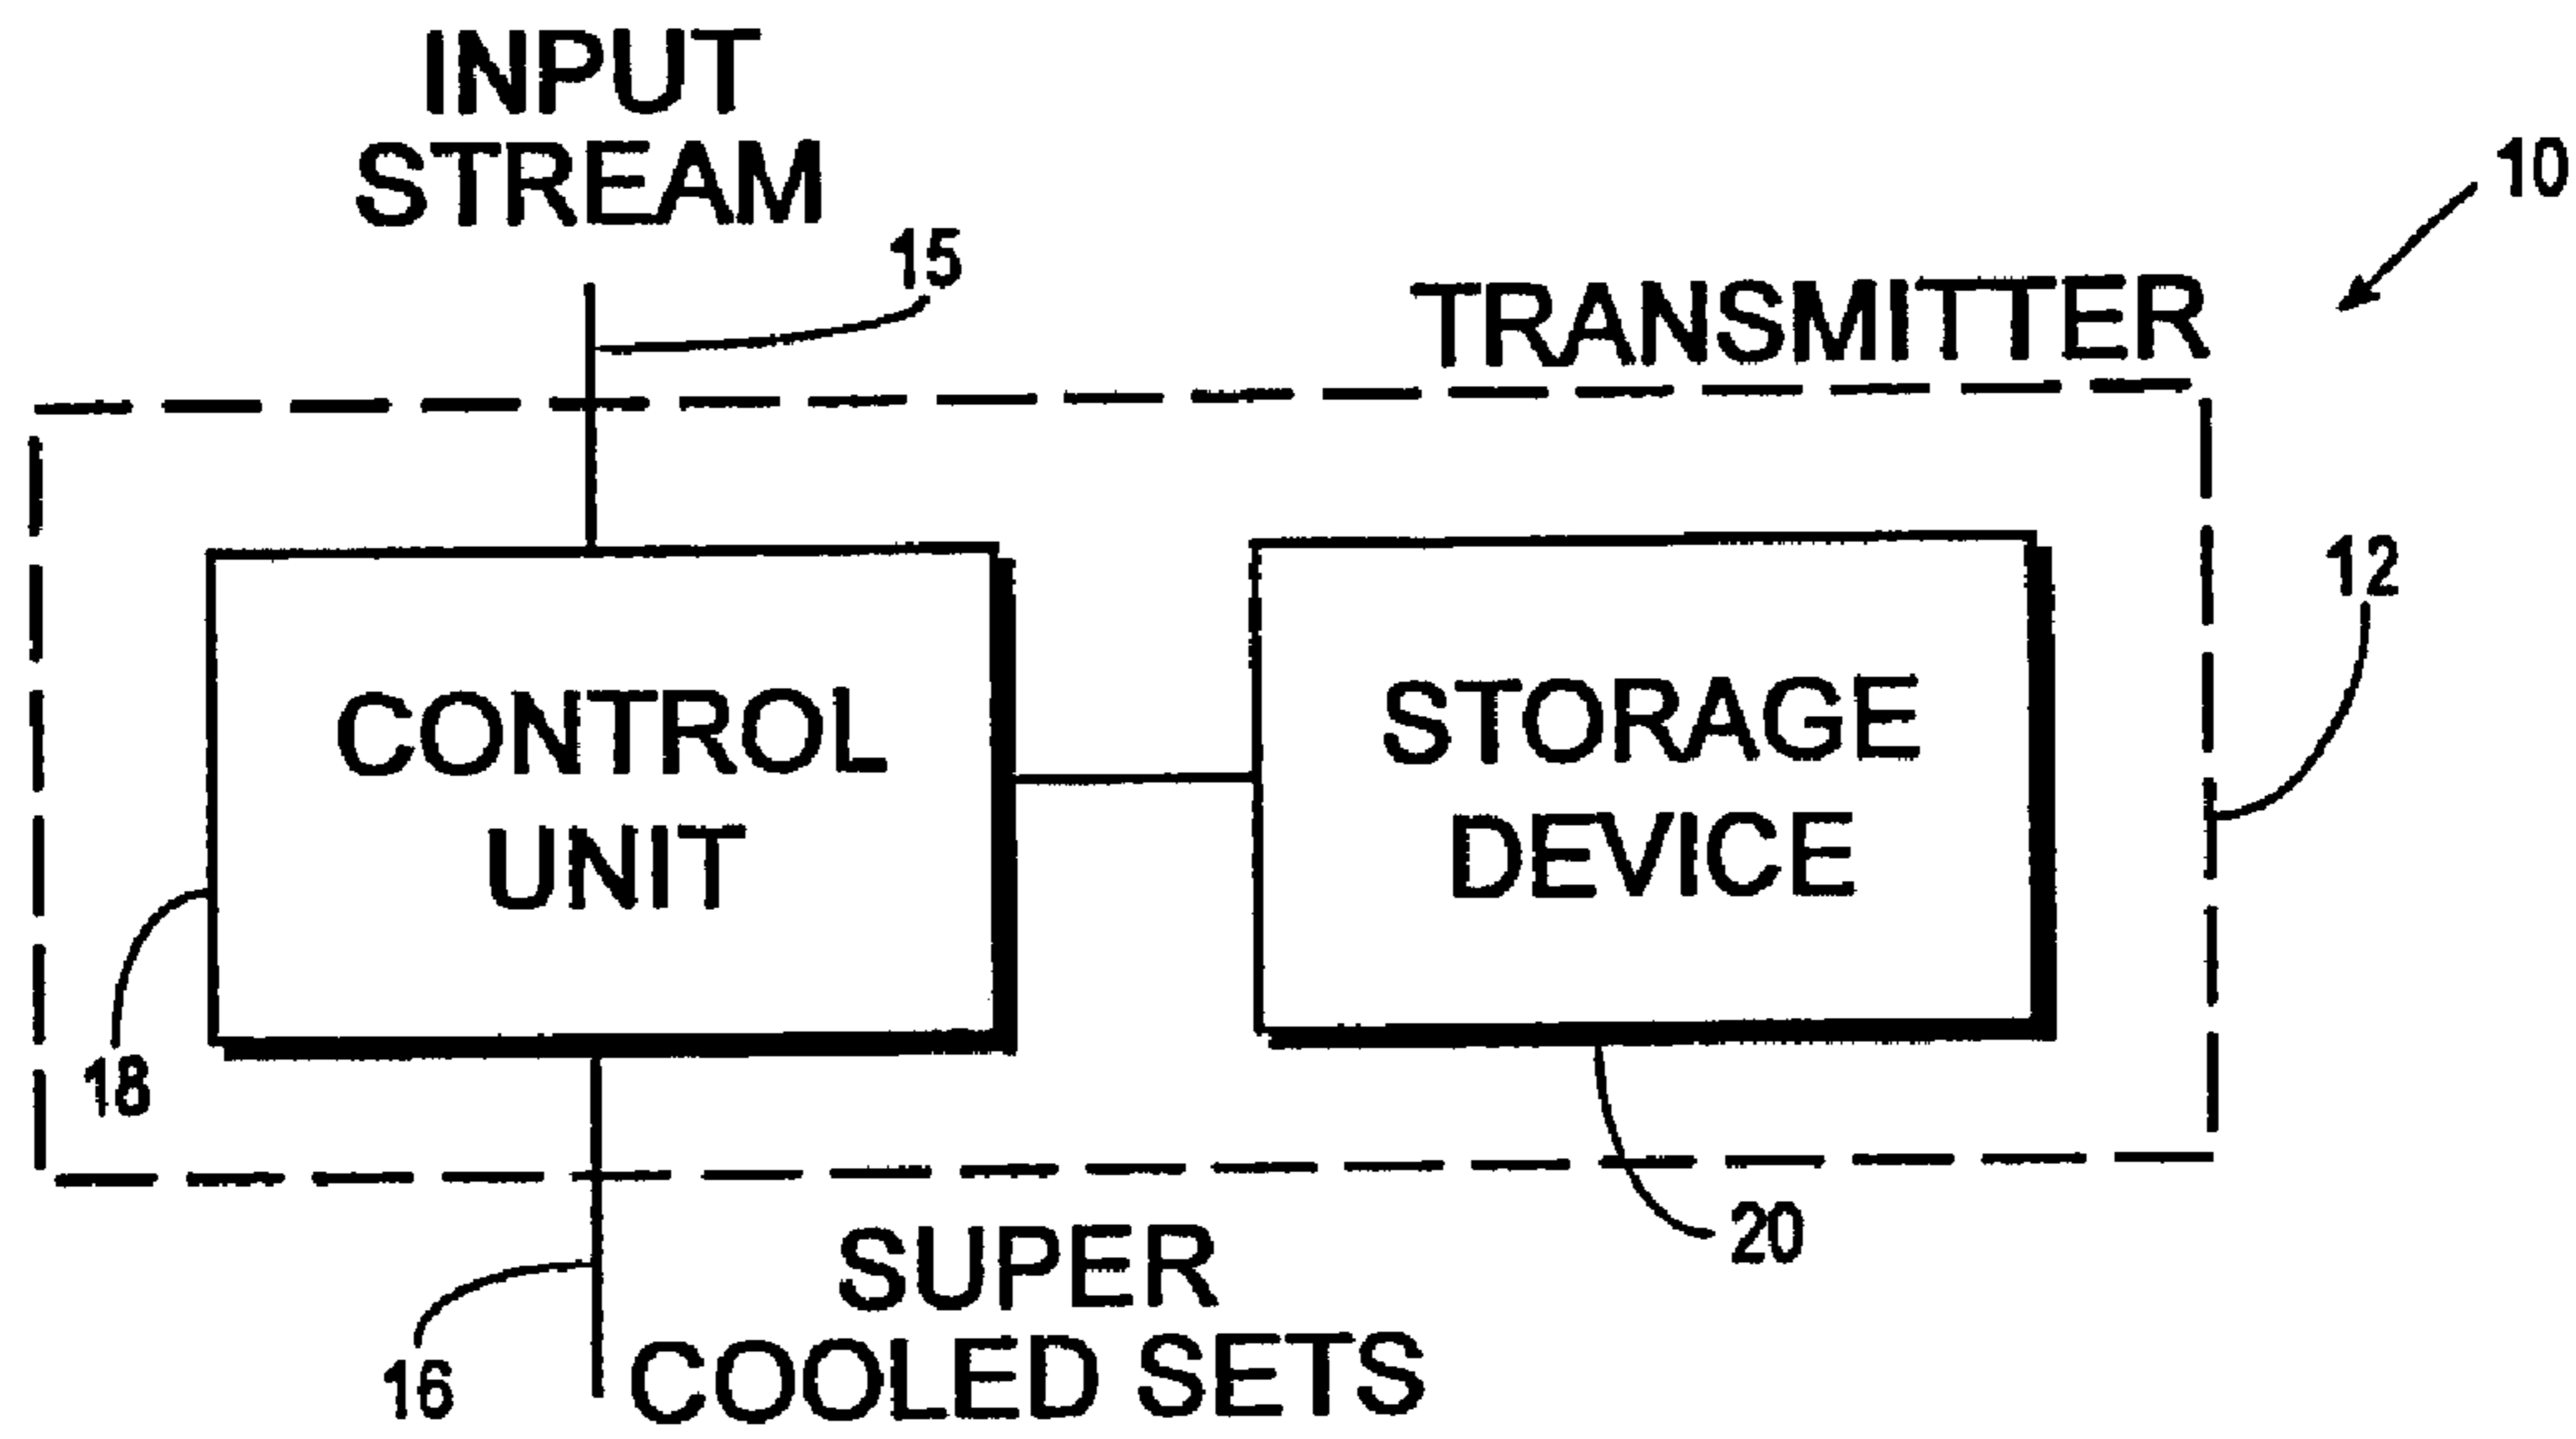 INPUT
STREAM
15
10
TRANSMITTER
12
CONTROL
UNIT
STORAGE
DEVICE
18
20
SUPER
COOLED SETS
16